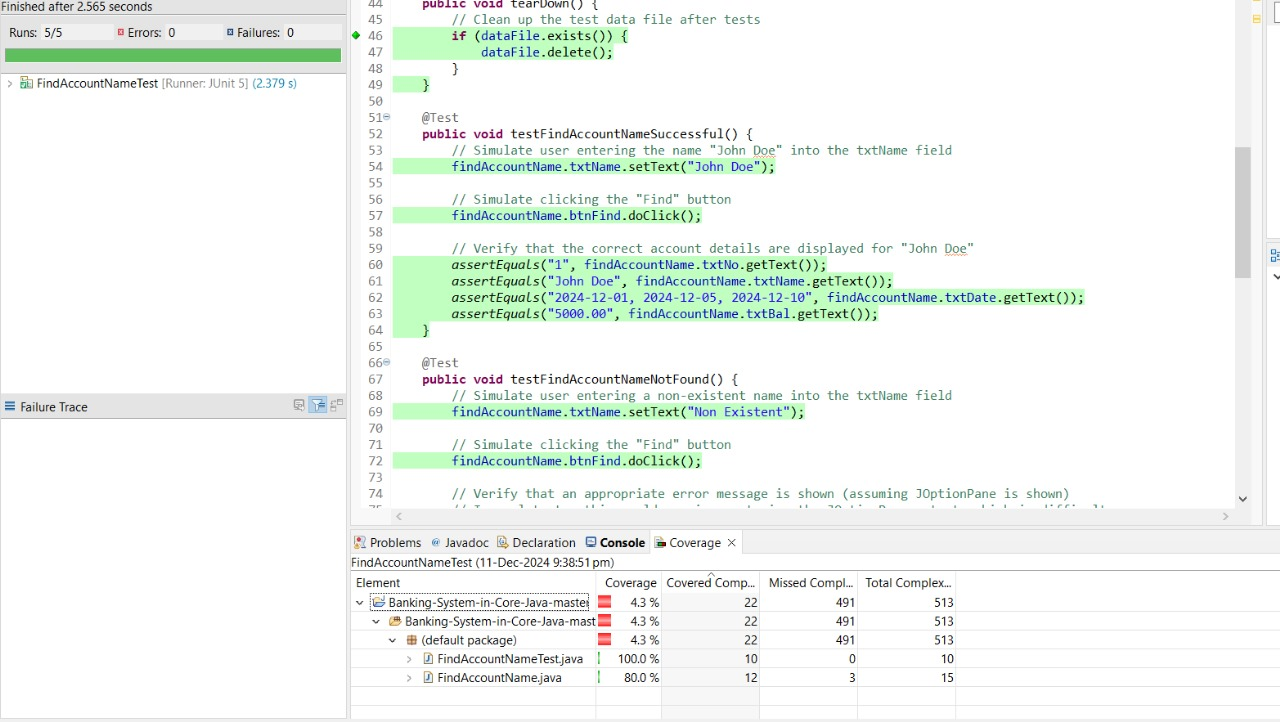 Finished after 2.565 seconds
Runs: 5/5 Errors: 0 Failures: 0
FindAccountNameTest [Runner: JUnit 5] (2.379 s)
Failure Trace
44 public void tearDown() {
45 // Clean up the test data file after tests
46 if (dataFile.exists()) {
47 dataFile.delete();
48 }
49 }
50
51 @Test
52 public void testFindAccountNameSuccessful() {
53 // Simulate user entering the name "John Doe" into the txtName field
54 findAccountName.txtName.setText("John Doe");
55
56 // Simulate clicking the "Find" button
57 findAccountName.btnFind.doClick();
58
59 // Verify that the correct account details are displayed for "John Doe"
60 assertEquals("1", findAccountName.txtNo.getText());
61 assertEquals("John Doe", findAccountName.txtName.getText());
62 assertEquals("2024-12-01, 2024-12-05, 2024-12-10", findAccountName.txtDate.getText());
63 assertEquals("5000.00", findAccountName.txtBal.getText());
64 }
65
66 @Test
67 public void testFindAccountNameNotFound() {
68 // Simulate user entering a non-existent name into the txtName field
69 findAccountName.txtName.setText("Non Existent");
70
71 // Simulate clicking the "Find" button
72 findAccountName.btnFind.doClick();
73
74 // Verify that an appropriate error message is shown (assuming JOptionPane is shown)
Problems Javadoc Declaration Console Coverage
FindAccountNameTest (11-Dec-2024 9:38:51 pm)
Element Coverage Covered Comp... Missed Compl... Total Complex...
Banking-System-in-Core-Java-master 4.3 % 22 491 513
Banking-System-in-Core-Java-mast 4.3 % 22 491 513
(default package) 4.3 % 22 491 513
FindAccountNameTest.java 100.0 % 10 0 10
FindAccountName.java 80.0 % 12 3 15